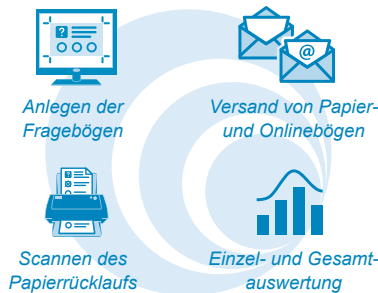 ?
@
Anlegen der
Fragebögen
Versand von Papier-
und Onlinebögen
Scannen des
Papierrücklaufs
Einzel- und Gesamt-
auswertung